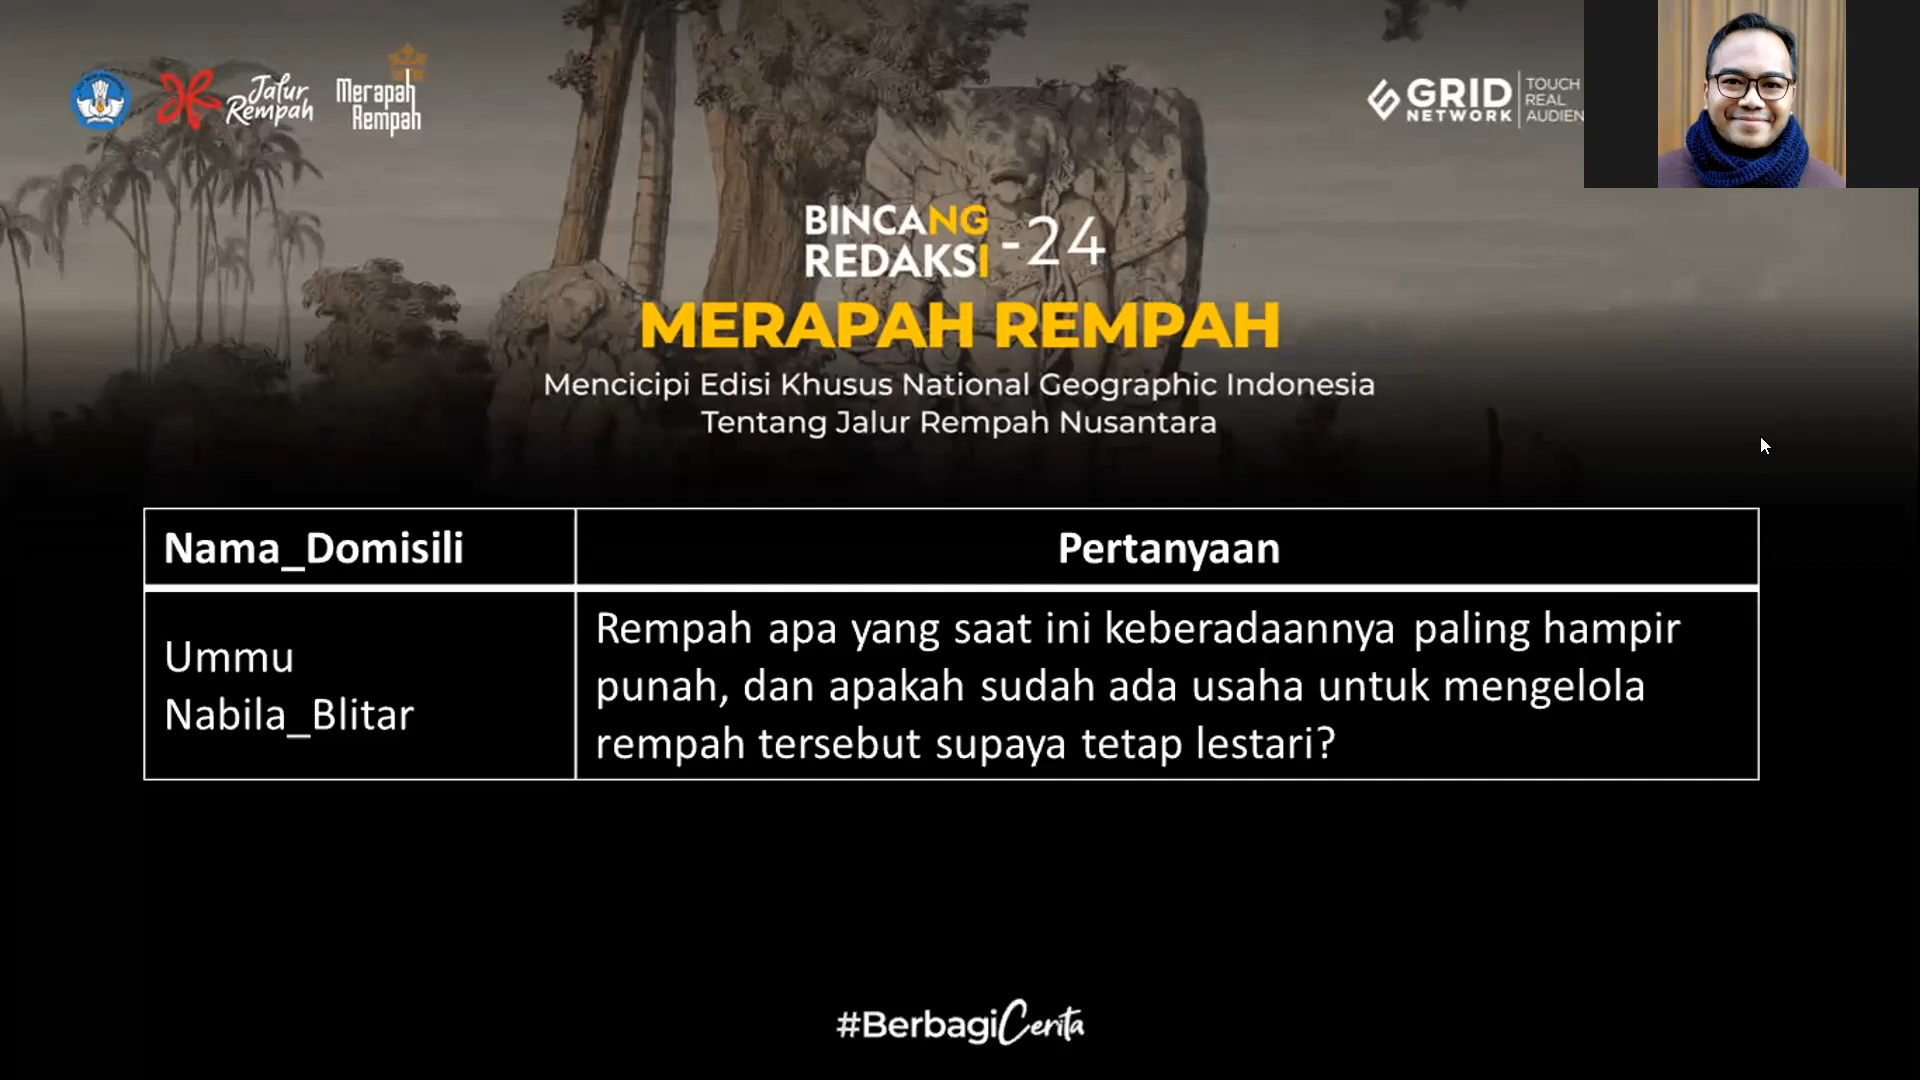 Jalur
Rempah
Merapah
Rempah
GRID
NETWORK
TOUCH
REAL
AUDIEN
BINCANG
REDAKSI -24
MERAPAH REMPAH
Mencicipi Edisi Khusus National Geographic Indonesia
Tentang Jalur Rempah Nusantara
Nama_Domisili
Pertanyaan
Ummu
Nabila_Blitar
Rempah apa yang saat ini keberadaannya paling hampir
punah, dan apakah sudah ada usaha untuk mengelola
rempah tersebut supaya tetap lestari?
#BerbagiCerita